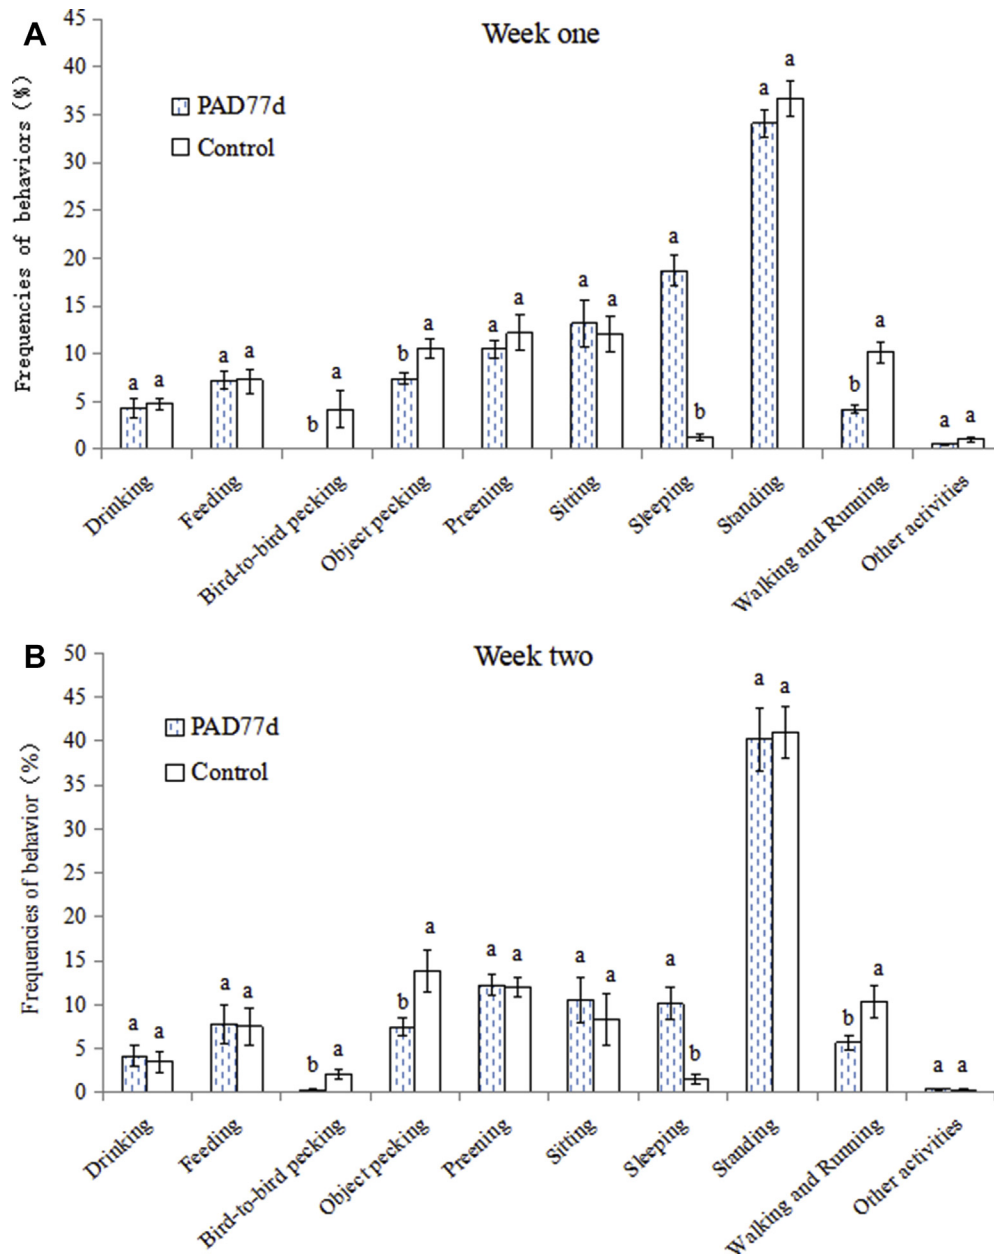 A
Week one
Frequencies of behaviors (%)
45
40
35
30
25
20
15
10
5
0
PAD77d
Control
a a a a b a b a a a a a a b a a b a a a
Drinking
Feeding
Bird-to-bird pecking
Object pecking
Preening
Sitting
Sleeping
Standing
Walking and Running
Other activities
B
Week two
Frequencies of behavior (%)
50
45
40
35
30
25
20
15
10
5
0
PAD77d
Control
a a a a b a b a a a a a a b a a b a a a
Drinking
Feeding
Bird-to-bird pecking
Object pecking
Preening
Sitting
Sleeping
Standing
Walking and Running
Other activities